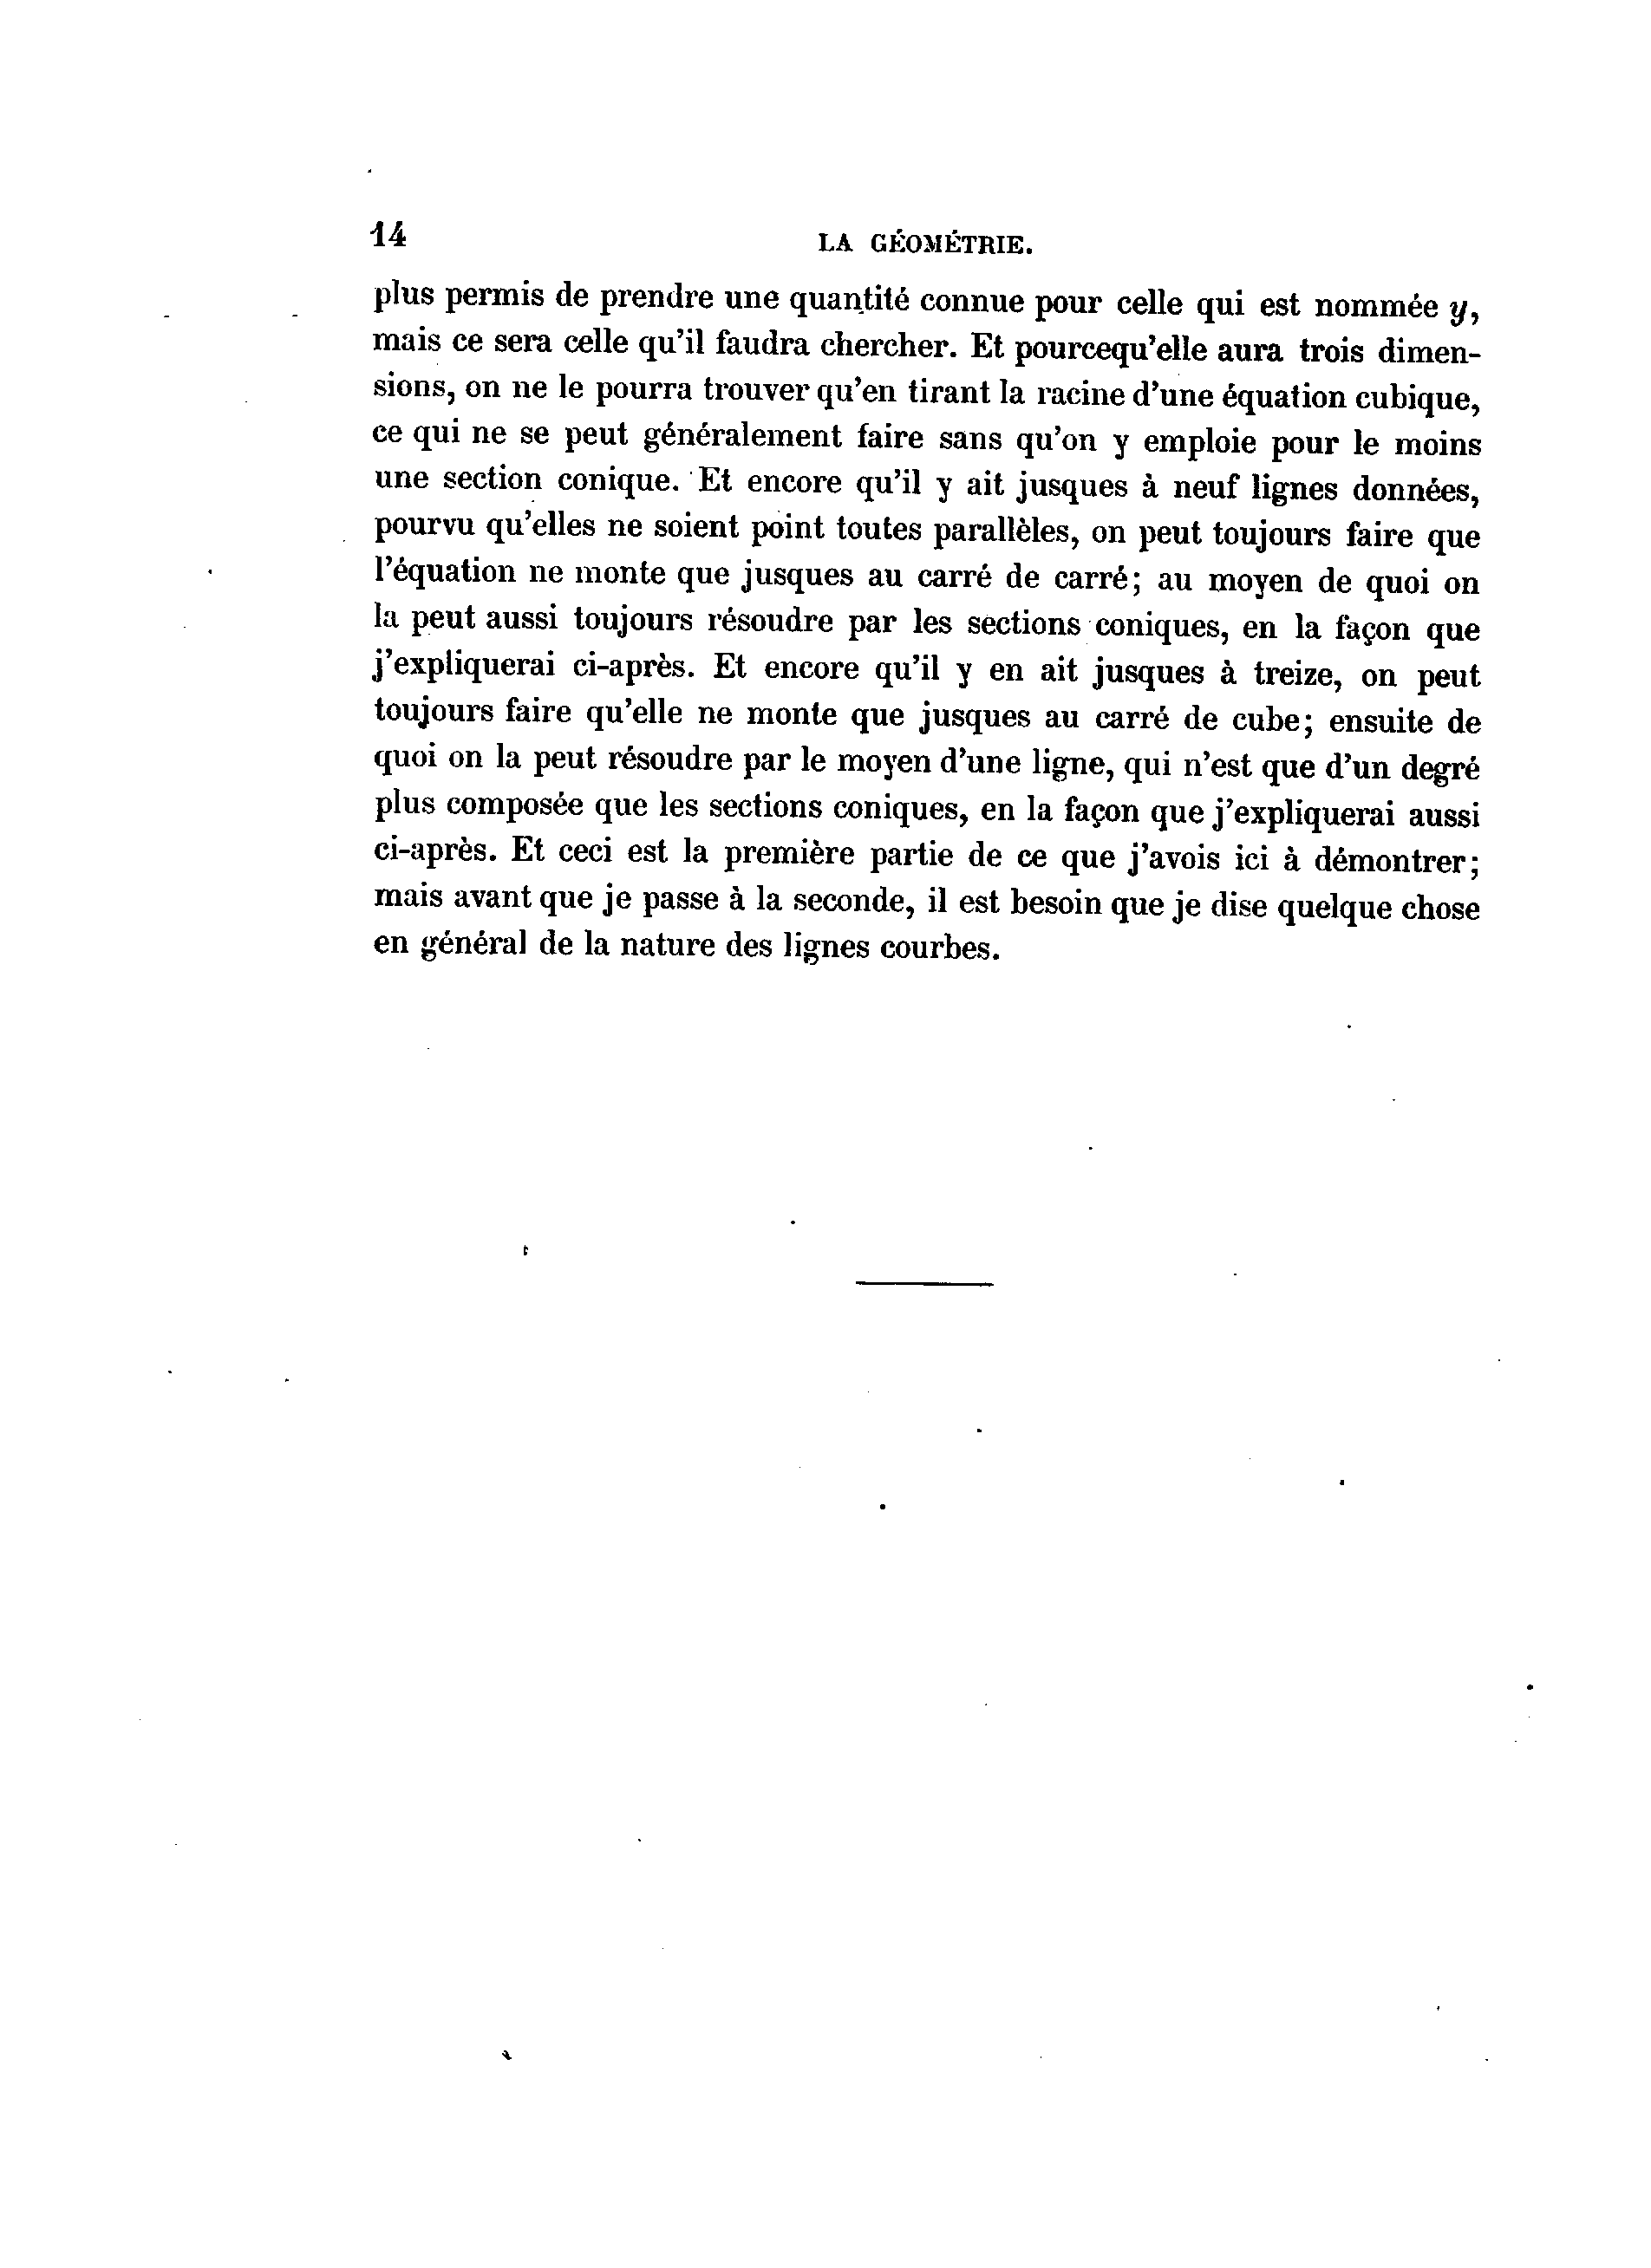 14
LA GÉOMÉTRIE.
plus permis de prendre une quantité connue pour celle qui est nommée y,
mais ce sera celle qu'il faudra chercher. Et pourcequ'elle aura trois dimen-
sions, on ne le pourra trouver qu'en tirant la racine d'une équation cubique,
ce qui ne se peut généralement faire sans qu'on y emploie pour le moins
une section conique. Et encore qu'il y ait jusques à neuf lignes données,
pourvu qu'elles ne soient point toutes parallèles, on peut toujours faire que
l'équation ne monte que jusques au carré de carré; au moyen de quoi on
la peut aussi toujours résoudre par les sections coniques, en la façon que
j'expliquerai ci-après. Et encore qu'il y en ait jusques à treize, on peut
toujours faire qu'elle ne monte que jusques au carré de cube; ensuite de
quoi on la peut résoudre par le moyen d'une ligne, qui n'est que d'un degré
plus composée que les sections coniques, en la façon que j'expliquerai aussi
ci-après. Et ceci est la première partie de ce que j'avois ici à démontrer;
mais avant que je passe à la seconde, il est besoin que je dise quelque chose
en général de la nature des lignes courbes.